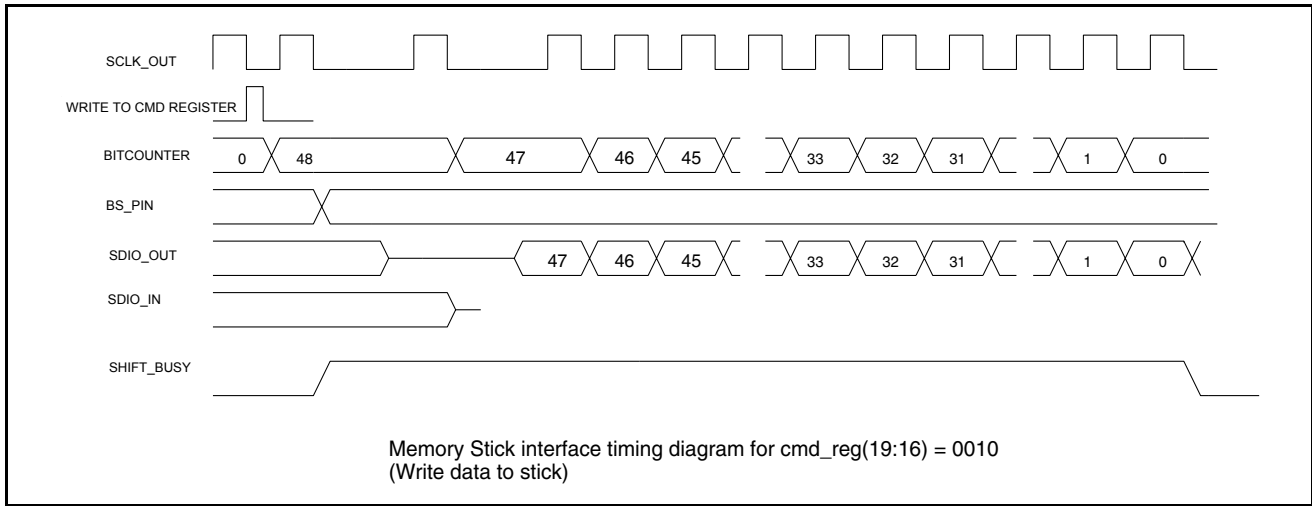 SCLK_OUT
WRITE TO CMD REGISTER
BITCOUNTER 0 48 47 46 45 33 32 31 1 0
BS_PIN
SDIO_OUT 47 46 45 33 32 31 1 0
SDIO_IN
SHIFT_BUSY
Memory Stick interface timing diagram for cmd_reg(19:16) = 0010
(Write data to stick)